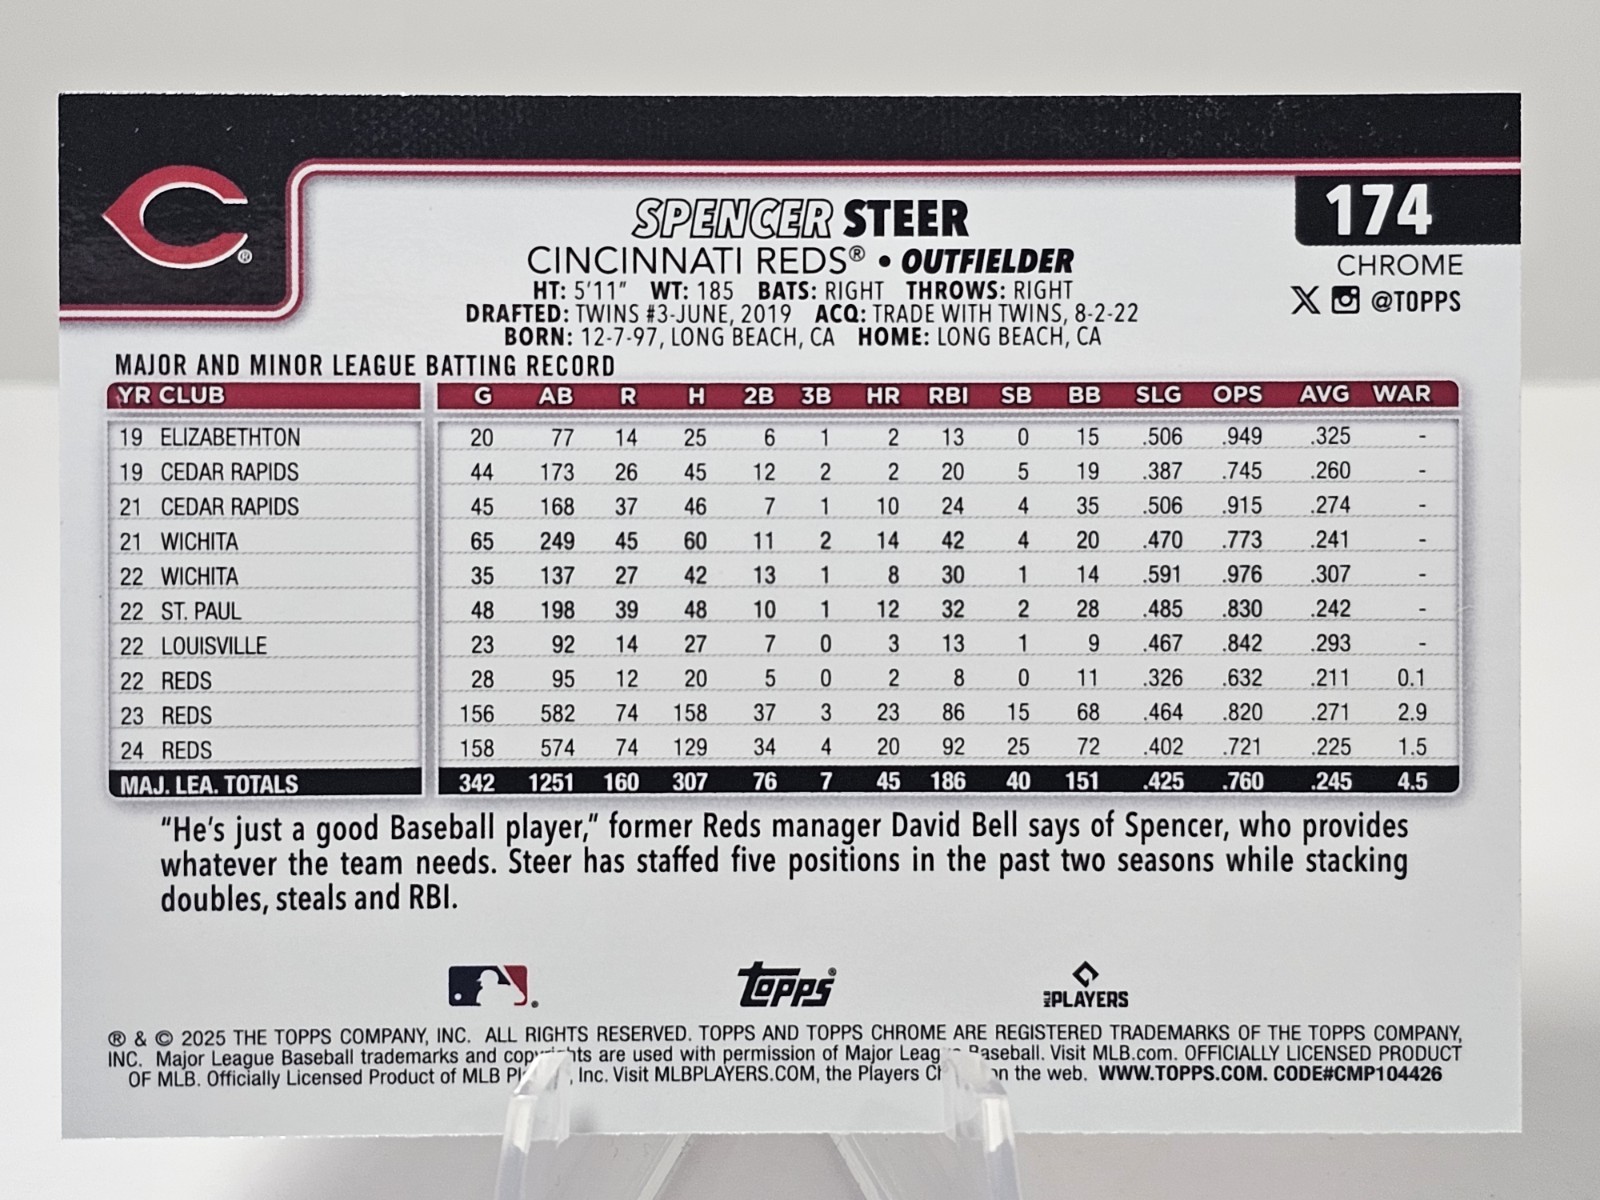 174
SPENCER STEER
CINCINNATI REDS® • OUTFIELDER
CHROME
HT: 5'11" WT: 185 BATS: RIGHT THROWS: RIGHT
X @TOPPS
DRAFTED: TWINS #3-JUNE, 2019 ACQ: TRADE WITH TWINS, 8-2-22
BORN: 12-7-97, LONG BEACH, CA HOME: LONG BEACH, CA
MAJOR AND MINOR LEAGUE BATTING RECORD
YR CLUB G AB R H 2B 3B HR RBI SB BB SLG OPS AVG WAR
19 ELIZABETHTON 20 77 14 25 6 1 2 13 0 15 .506 .949 .325 -
19 CEDAR RAPIDS 44 173 26 45 12 2 2 20 5 19 .387 .745 .260 -
21 CEDAR RAPIDS 45 168 37 46 7 1 10 24 4 35 .506 .915 .274 -
21 WICHITA 65 249 45 60 11 2 14 42 4 20 .470 .773 .241 -
22 WICHITA 35 137 27 42 13 1 8 30 1 14 .591 .976 .307 -
22 ST. PAUL 48 198 39 48 10 1 12 32 2 28 .485 .830 .242 -
22 LOUISVILLE 23 92 14 27 7 0 3 13 1 9 .467 .842 .293 -
22 REDS 28 95 12 20 5 0 2 8 0 11 .326 .632 .211 0.1
23 REDS 156 582 74 158 37 3 23 86 15 68 .464 .820 .271 2.9
24 REDS 158 574 74 129 34 4 20 92 25 72 .402 .721 .225 1.5
MAJ. LEA. TOTALS 342 1251 160 307 76 7 45 186 40 151 .425 .760 .245 4.5
"He's just a good Baseball player," former Reds manager David Bell says of Spencer, who provides
whatever the team needs. Steer has staffed five positions in the past two seasons while stacking
doubles, steals and RBI.
Topps®
MLB PLAYERS
® & © 2025 THE TOPPS COMPANY, INC. ALL RIGHTS RESERVED. TOPPS AND TOPPS CHROME ARE REGISTERED TRADEMARKS OF THE TOPPS COMPANY,
INC. Major League Baseball trademarks and copyrights are used with permission of Major League Baseball. Visit MLB.com. OFFICIALLY LICENSED PRODUCT
OF MLB. Officially Licensed Product of MLB Pl , Inc. Visit MLBPLAYERS.COM, the Players Ch on the web. WWW.TOPPS.COM. CODE#CMP104426